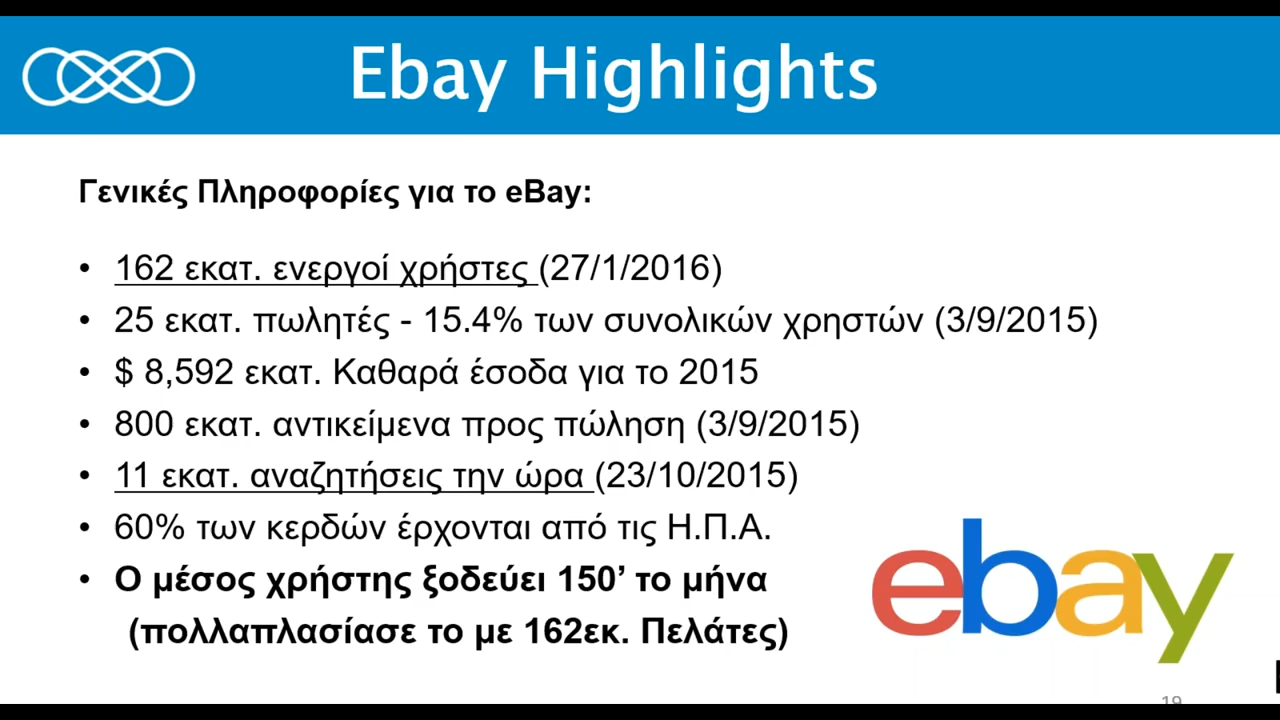 Ebay Highlights
Γενικές Πληροφορίες για το eBay:
• 162 εκατ. ενεργοί χρήστες (27/1/2016)
• 25 εκατ. πωλητές - 15.4% των συνολικών χρηστών (3/9/2015)
• $ 8,592 εκατ. Καθαρά έσοδα για το 2015
• 800 εκατ. αντικείμενα προς πώληση (3/9/2015)
• 11 εκατ. αναζητήσεις την ώρα (23/10/2015)
• 60% των κερδών έρχονται από τις Η.Π.Α.
• Ο μέσος χρήστης ξοδεύει 150’ το μήνα
(πολλαπλασίασε το με 162εκ. Πελάτες)
ebay
19